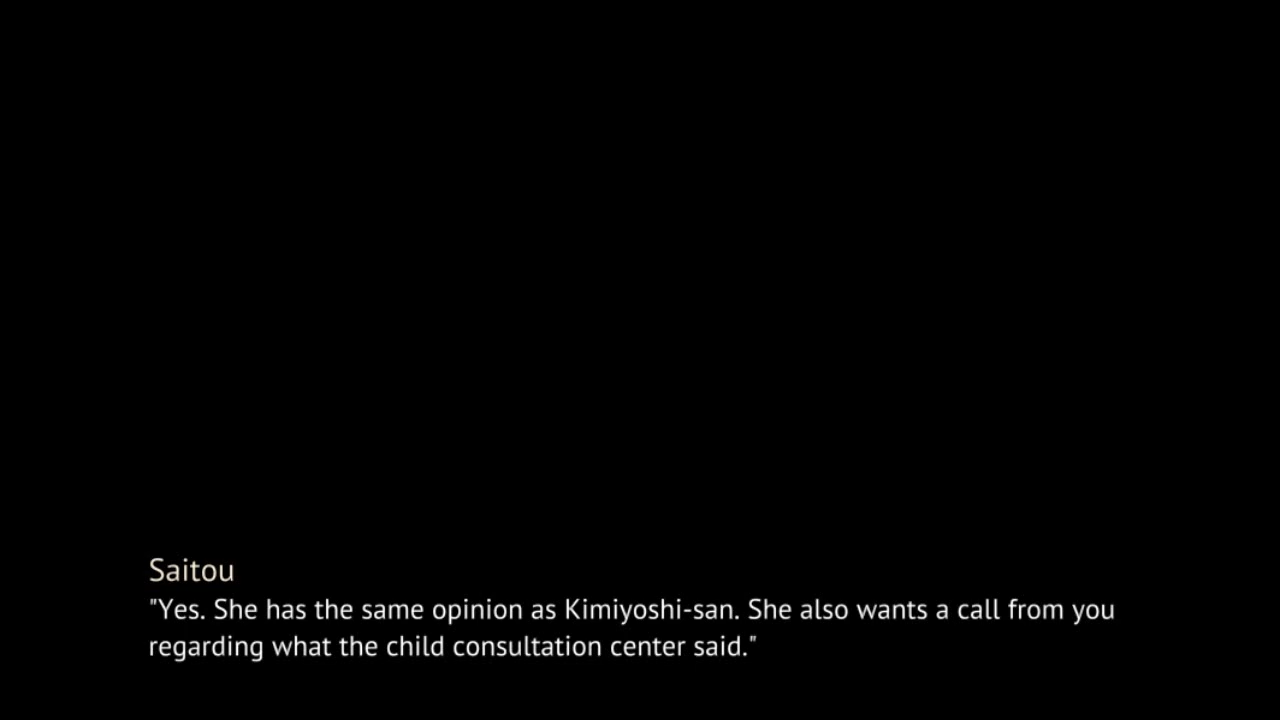 Saitou
"Yes. She has the same opinion as Kimiyoshi-san. She also wants a call from you
regarding what the child consultation center said."